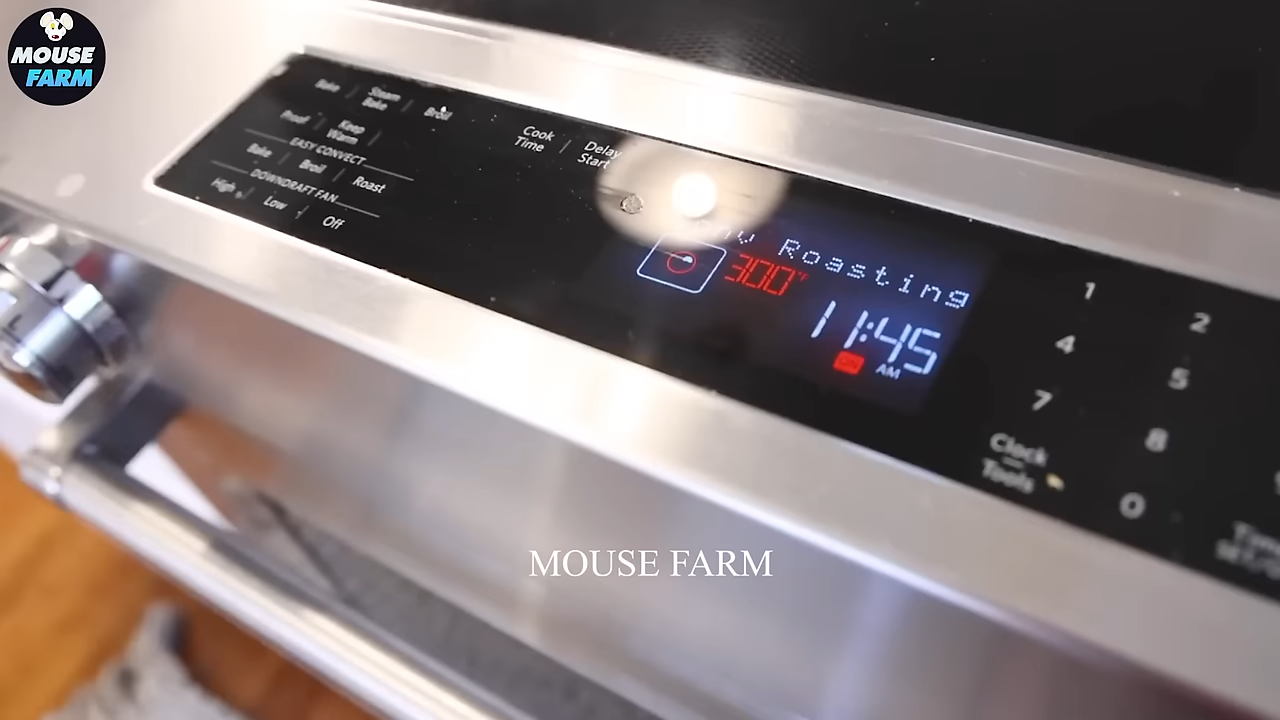 MOUSE
FARM
Bake
Steam
Bake
Broil
Proof
Keep
Warm
EASY CONVECT
Bake
Broil
Roast
DOWNDRAFT FAN
High
Low
Off
Cook
Time
Delay
Start
Roasting
300°F
11:45
AM
1
2
4
5
7
8
0
Clock
Tools
MOUSE FARM